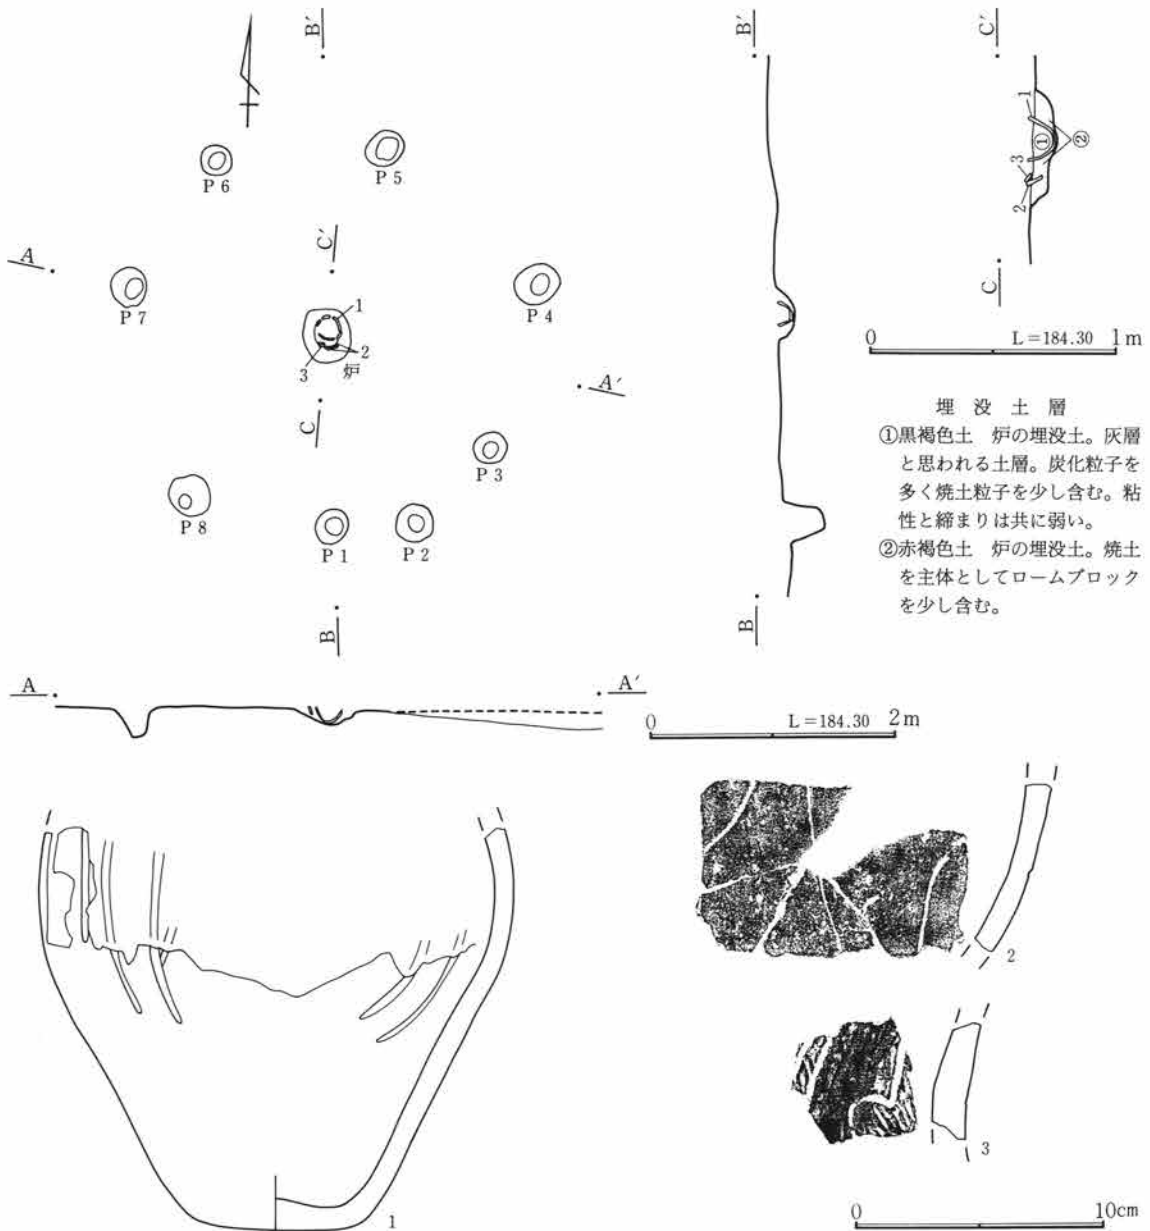 B′
B′
C′
1
①
②
3
2
C
P 6
P 5
A
C′
P 7
1
P 4
2
3
炉
A′
C
P 3
P 8
P 1
P 2
B
B
0
L=184.30
1m
埋没土層
①黒褐色土　炉の埋没土。灰層
と思われる土層。炭化粒子を
多く焼土粒子を少し含む。粘
性と締まりは共に弱い。
②赤褐色土　炉の埋没土。焼土
を主体としてロームブロック
を少し含む。
A
A′
0
L=184.30
2m
1
2
3
0
10cm